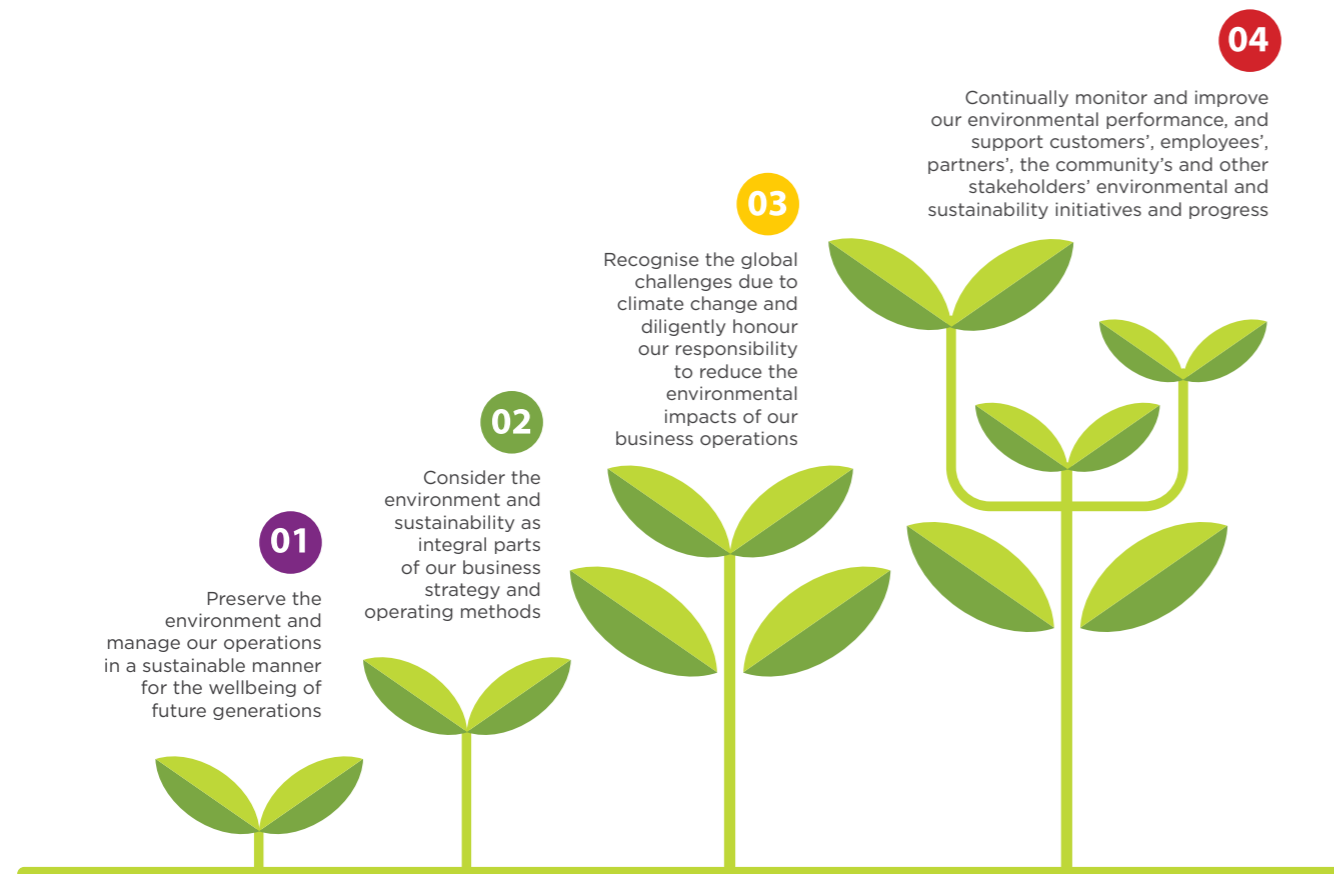 01
Preserve the
environment and
manage our operations
in a sustainable manner
for the wellbeing of
future generations
02
Consider the
environment and
sustainability as
integral parts
of our business
strategy and
operating methods
03
Recognise the global
challenges due to
climate change and
diligently honour
our responsibility
to reduce the
environmental
impacts of our
business operations
04
Continually monitor and improve
our environmental performance, and
support customers’, employees’,
partners’, the community’s and other
stakeholders’ environmental and
sustainability initiatives and progress